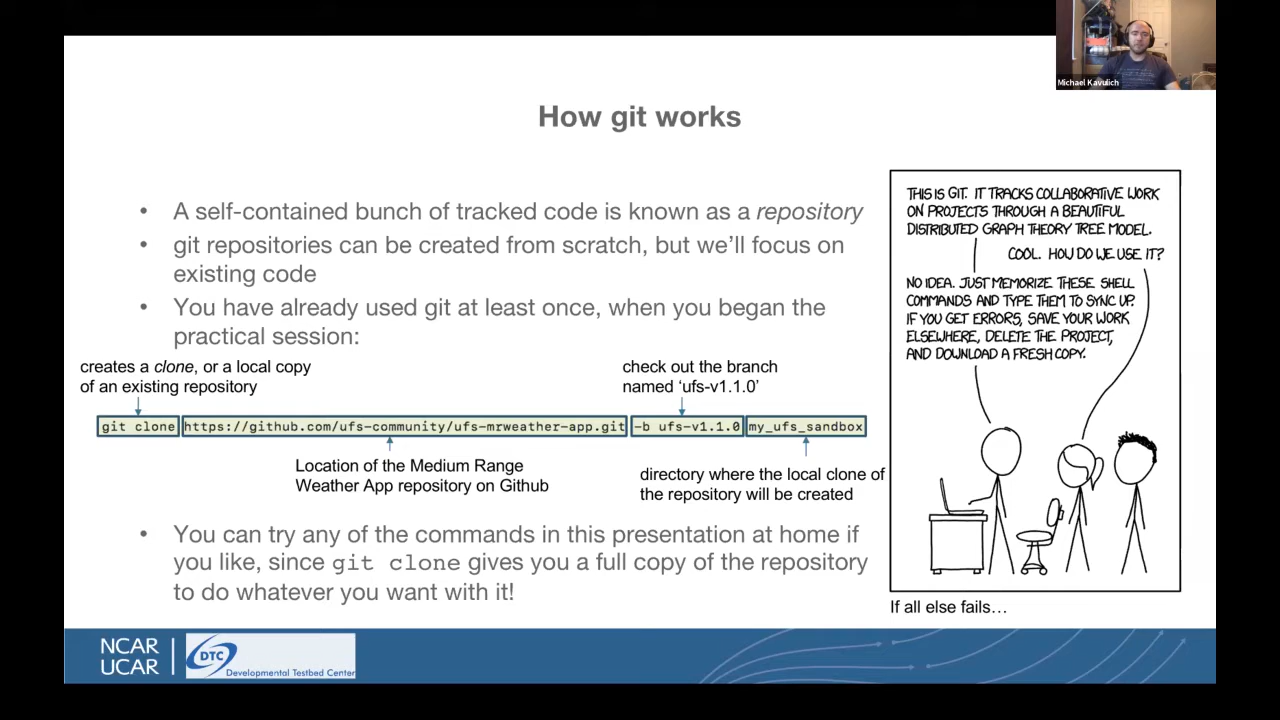 Michael Kavulich
How git works
• A self-contained bunch of tracked code is known as a repository
• git repositories can be created from scratch, but we'll focus on
existing code
• You have already used git at least once, when you began the
practical session:
creates a clone, or a local copy
of an existing repository
check out the branch
named ‘ufs-v1.1.0’
git clone https://github.com/ufs-community/ufs-mrweather-app.git -b ufs-v1.1.0 my_ufs_sandbox
Location of the Medium Range
Weather App repository on Github
directory where the local clone of
the repository will be created
• You can try any of the commands in this presentation at home if
you like, since git clone gives you a full copy of the repository
to do whatever you want with it!
THIS IS GIT. IT TRACKS COLLABORATIVE WORK
ON PROJECTS THROUGH A BEAUTIFUL
DISTRIBUTED GRAPH THEORY TREE MODEL.
COOL. HOW DO WE USE IT?
NO IDEA. JUST MEMORIZE THESE SHELL
COMMANDS AND TYPE THEM TO SYNC UP.
IF YOU GET ERRORS, SAVE YOUR WORK
ELSEWHERE, DELETE THE PROJECT,
AND DOWNLOAD A FRESH COPY.
If all else fails…
NCAR
UCAR
DTC
Developmental Testbed Center